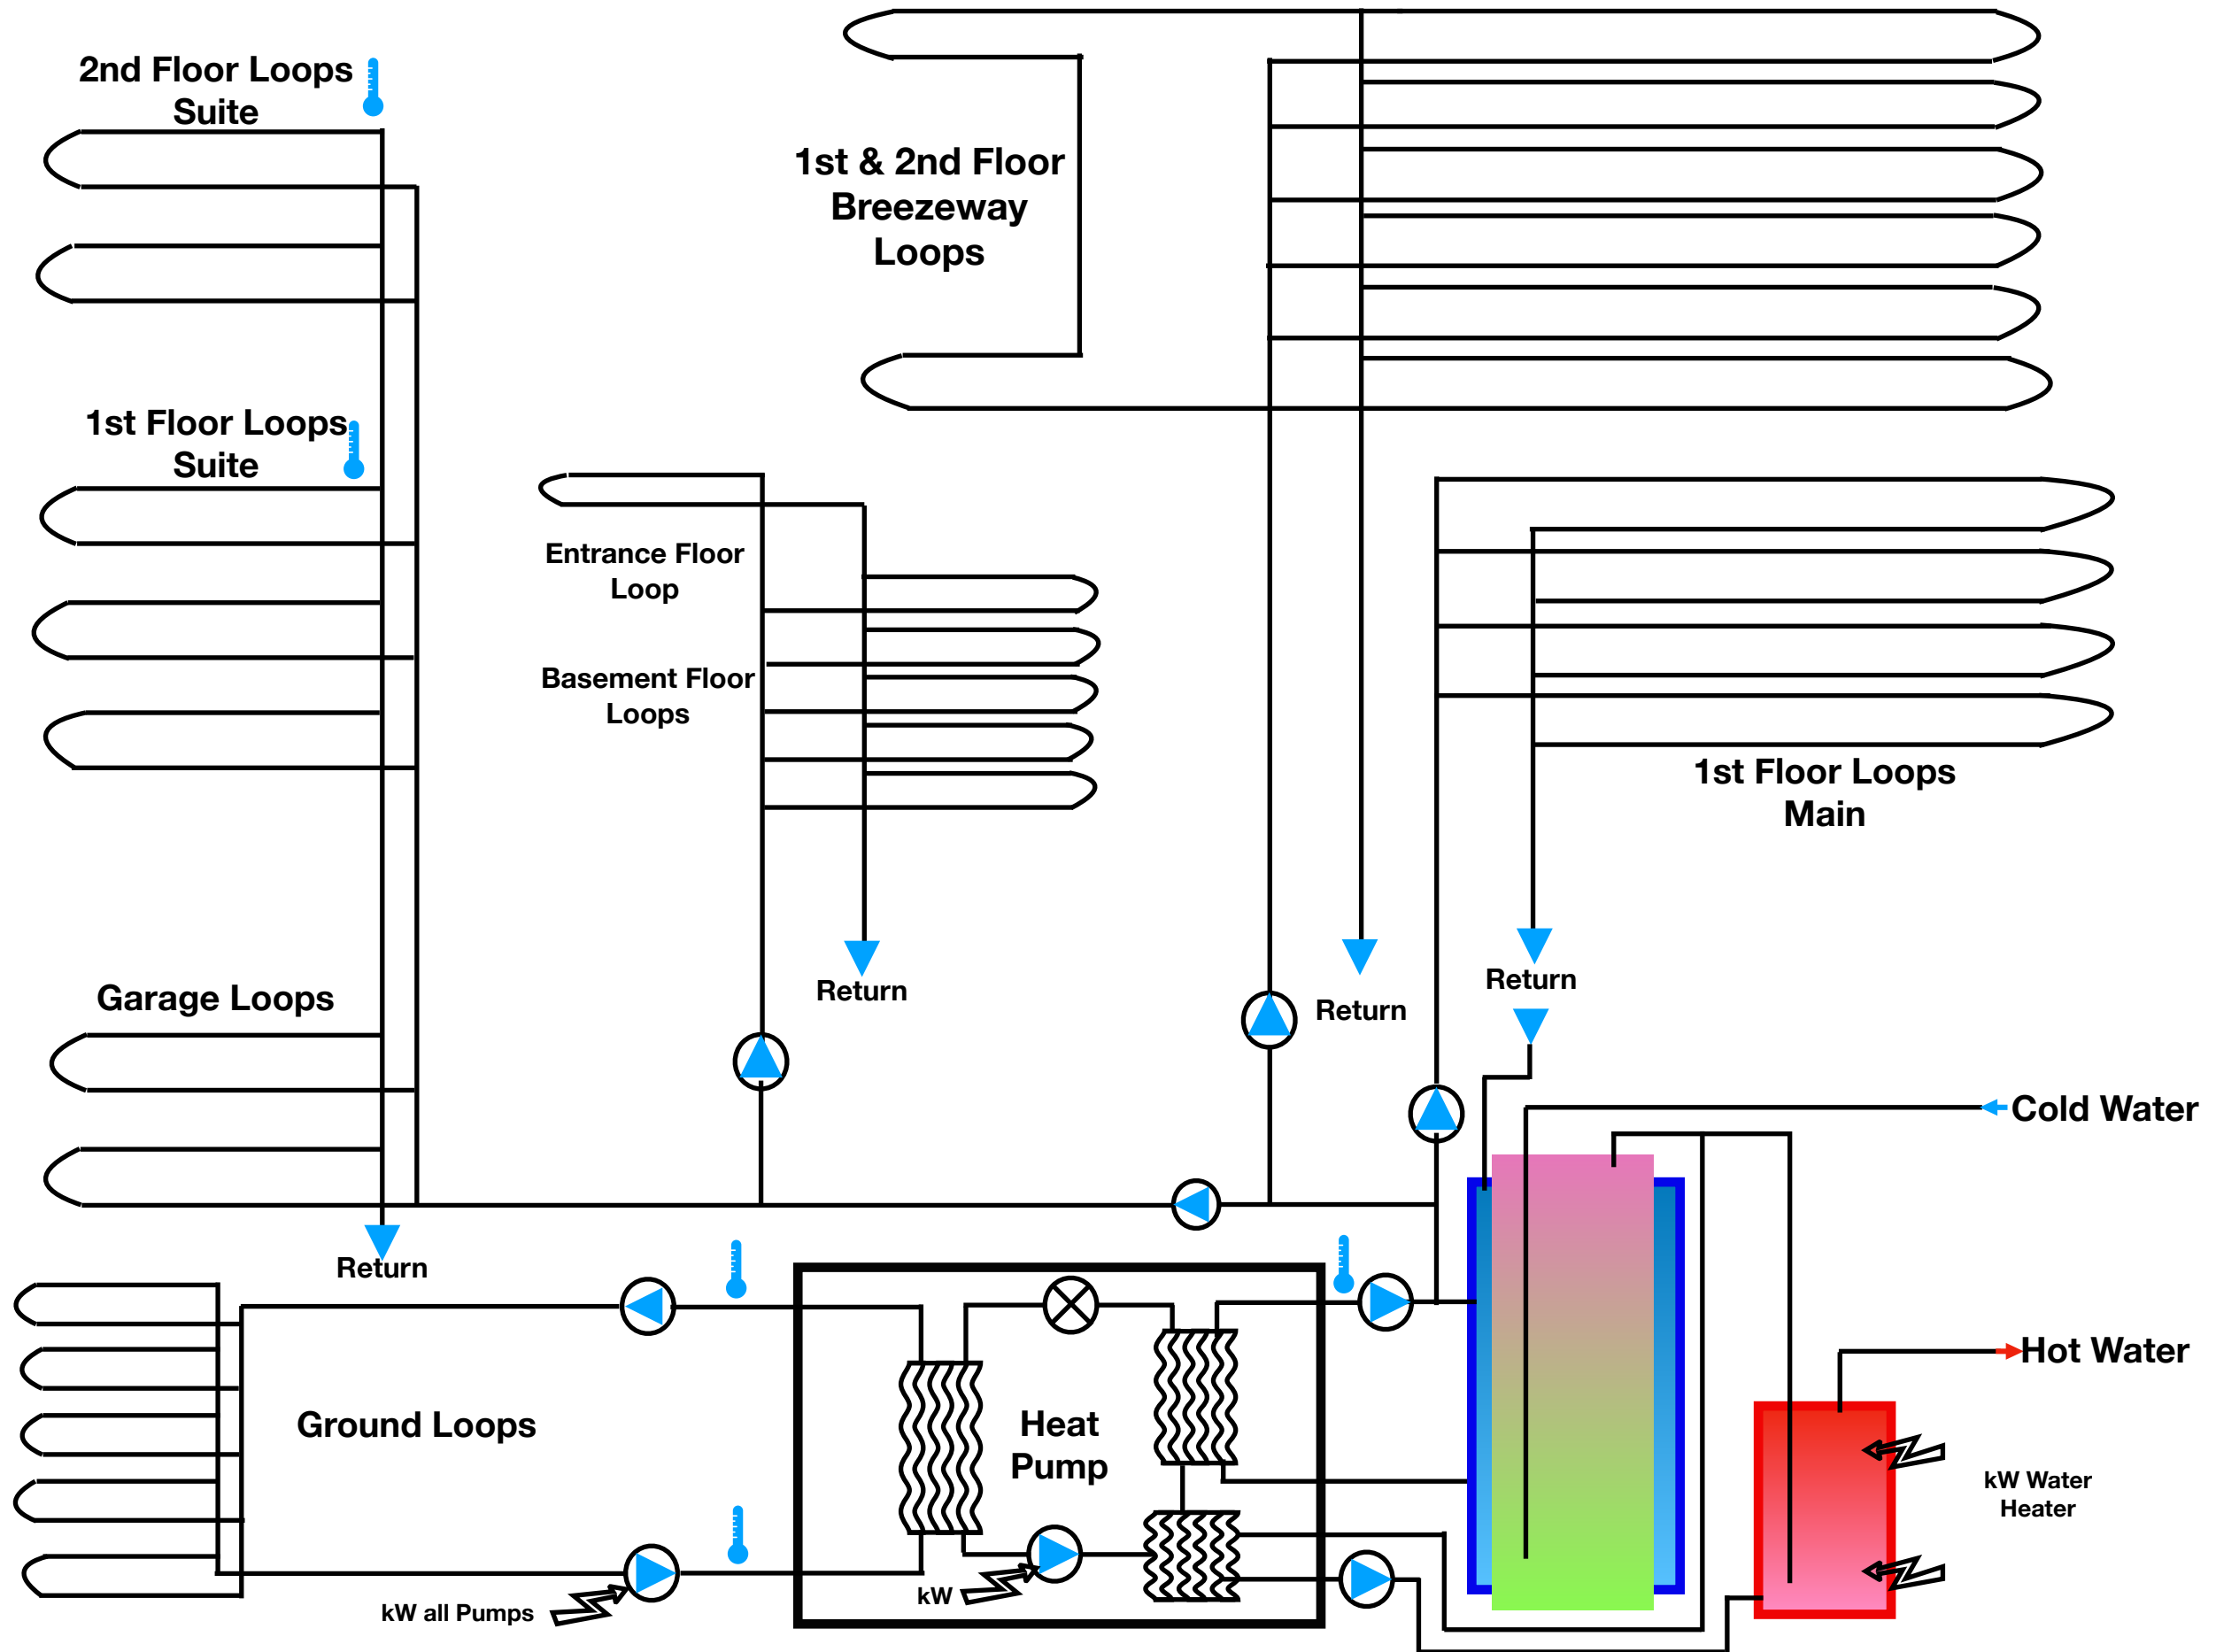 2nd Floor Loops
Suite
1st & 2nd Floor
Breezeway
Loops
1st Floor Loops
Suite
Entrance Floor
Loop
Basement Floor
Loops
1st Floor Loops
Main
Garage Loops
Return
Return
Return
Cold Water
Return
Hot Water
Ground Loops
Heat
Pump
kW Water
Heater
kW
kW all Pumps